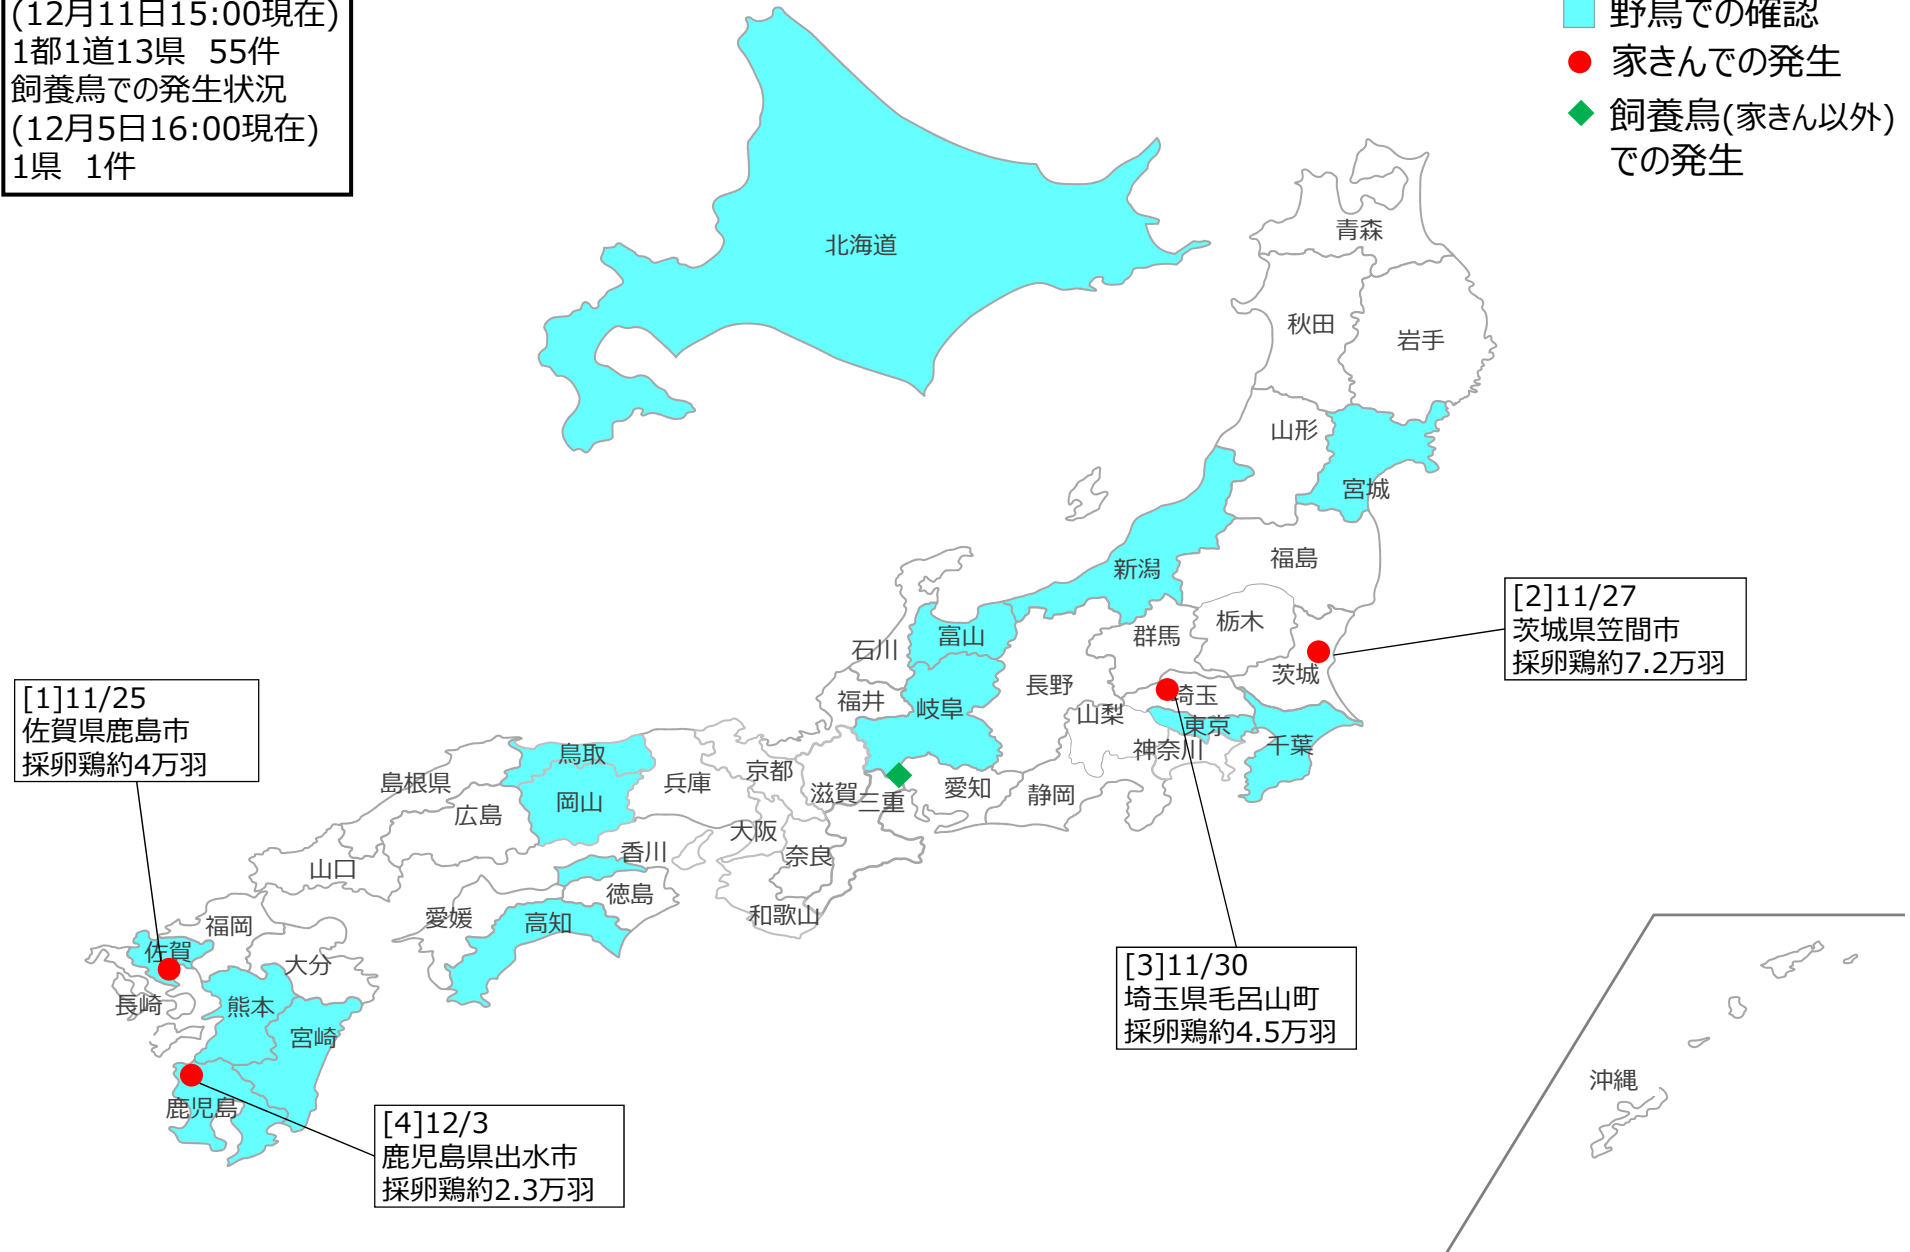 (12月11日15:00現在)
1都1道13県 55件
飼養鳥での発生状況
(12月5日16:00現在)
1県 1件
野鳥での確認
家きんでの発生
飼養鳥(家きん以外)
での発生
北海道
青森
秋田
岩手
山形
宮城
新潟
福島
群馬
栃木
茨城
埼玉
東京
千葉
神奈川
山梨
長野
富山
石川
福井
岐阜
愛知
静岡
三重
滋賀
京都
大阪
奈良
和歌山
兵庫
鳥取
岡山
島根県
広島
山口
香川
徳島
愛媛
高知
福岡
佐賀
長崎
大分
熊本
宮崎
鹿児島
沖縄
[1]11/25
佐賀県鹿島市
採卵鶏約4万羽
[2]11/27
茨城県笠間市
採卵鶏約7.2万羽
[3]11/30
埼玉県毛呂山町
採卵鶏約4.5万羽
[4]12/3
鹿児島県出水市
採卵鶏約2.3万羽